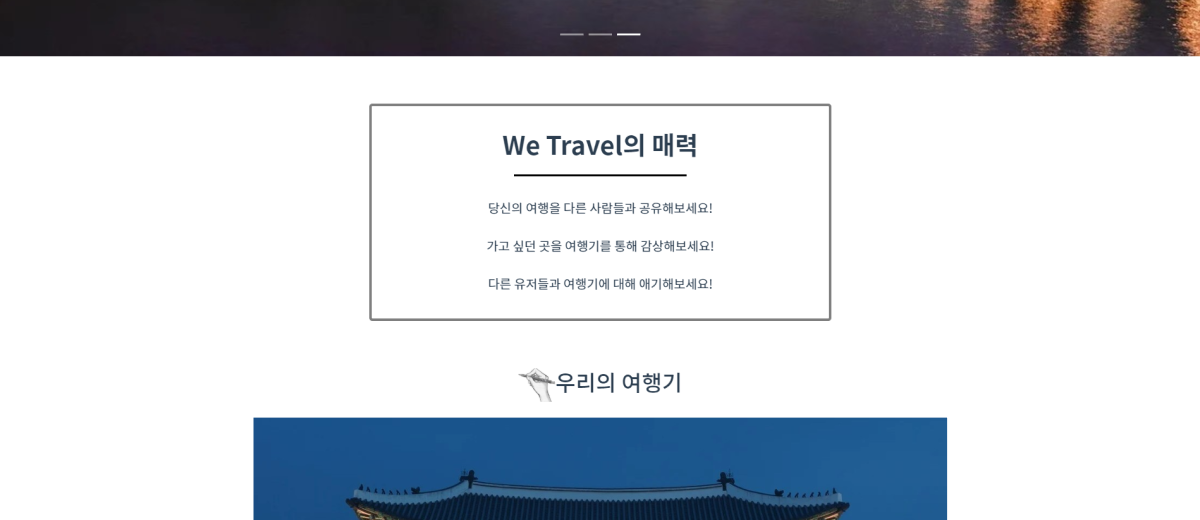 We Travel의 매력
당신의 여행을 다른 사람들과 공유해보세요!
가고 싶던 곳을 여행기를 통해 감상해보세요!
다른 유저들과 여행기에 대해 애기해보세요!
우리의 여행기